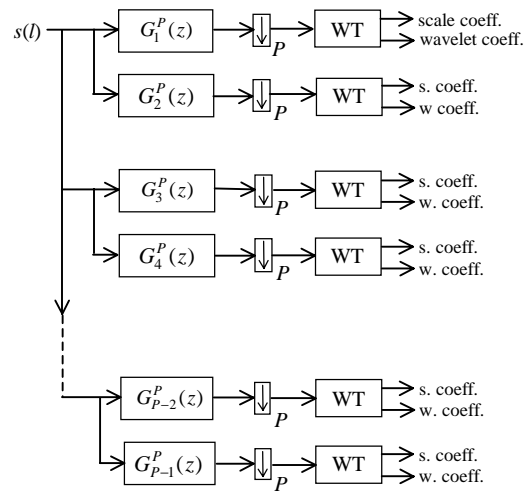 s(l) G_1^P(z) P WT scale coeff.
wavelet coeff.
G_2^P(z) P WT s. coeff.
w coeff.
G_3^P(z) P WT s. coeff.
w. coeff.
G_4^P(z) P WT s. coeff.
w. coeff.
G_{P-2}^P(z) P WT s. coeff.
w. coeff.
G_{P-1}^P(z) P WT s. coeff.
w. coeff.